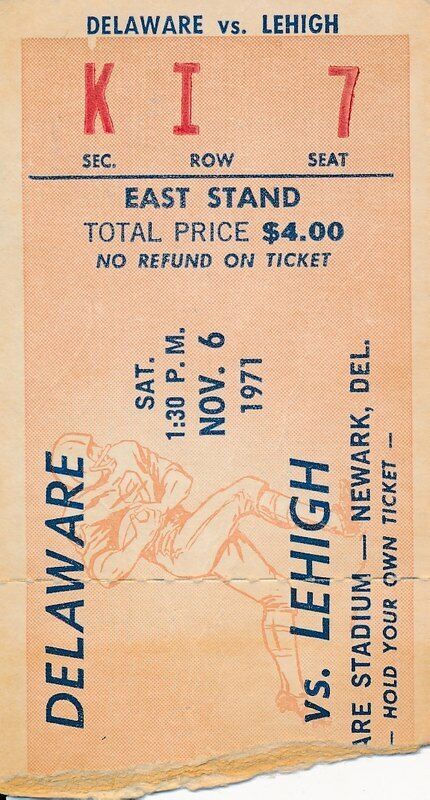 DELAWARE vs. LEHIGH
K I 7
SEC. ROW SEAT
EAST STAND
TOTAL PRICE $4.00
NO REFUND ON TICKET
SAT.
1:30 P.M.
NOV. 6
1971
DELAWARE
vs. LEHIGH
ARE STADIUM — NEWARK, DEL.
— HOLD YOUR OWN TICKET —